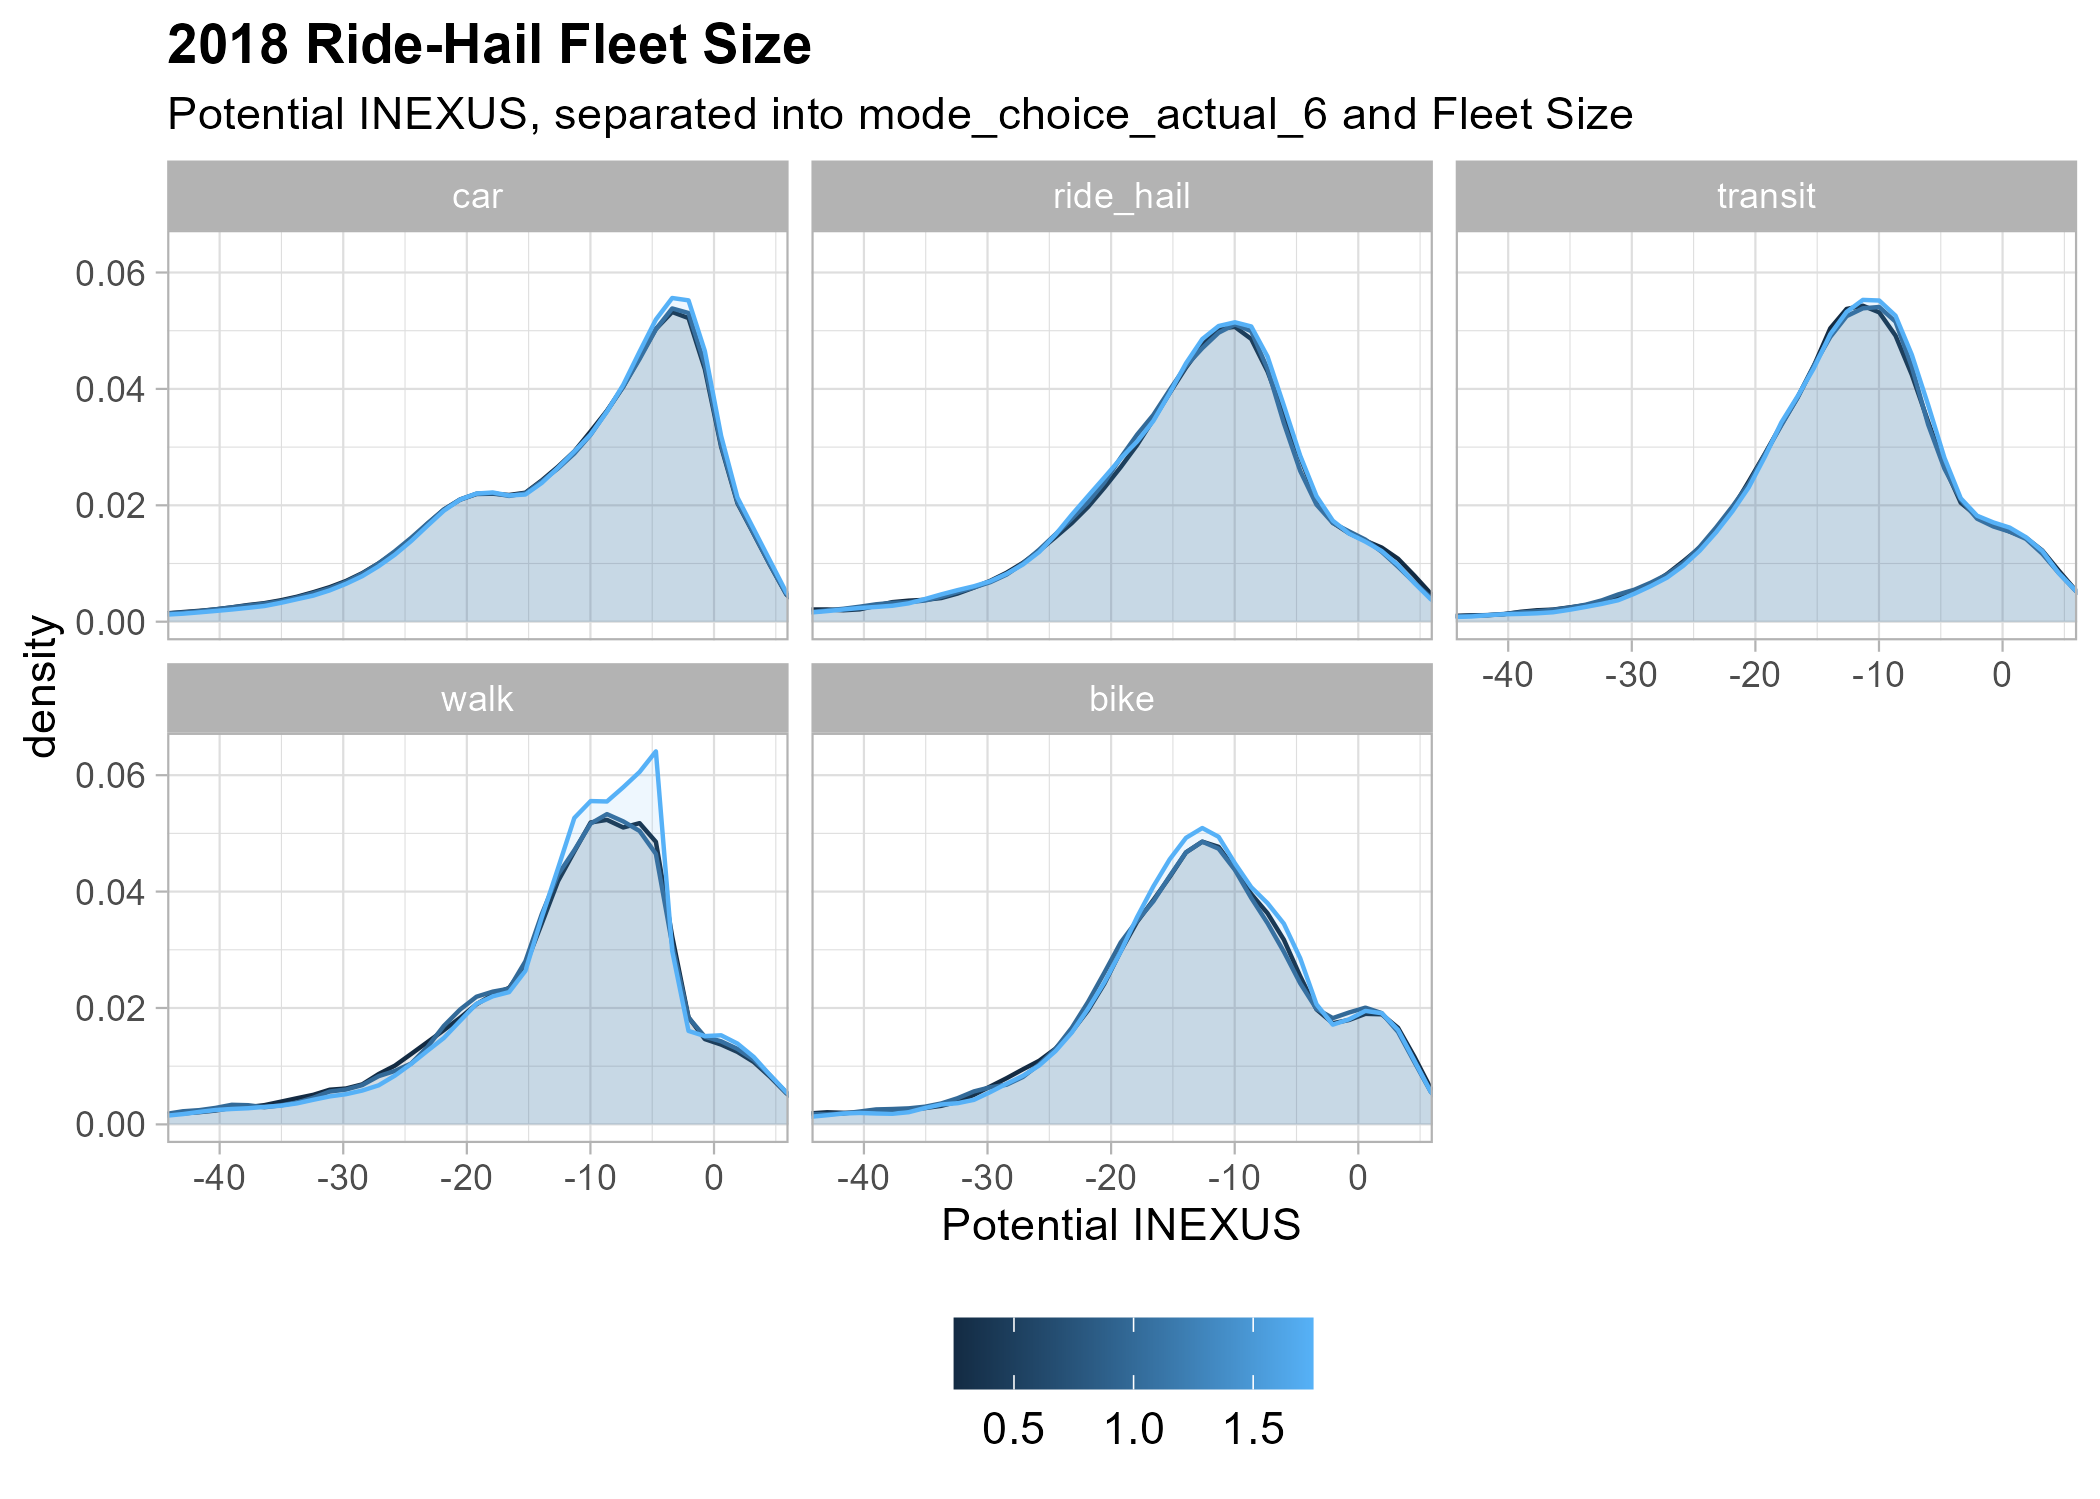 2018 Ride-Hail Fleet Size
Potential INEXUS, separated into mode_choice_actual_6 and Fleet Size
car
ride_hail
transit
0.06
0.04
0.02
0.00
-40 -30 -20 -10 0
walk
bike
density
0.06
0.04
0.02
0.00
-40 -30 -20 -10 0
-40 -30 -20 -10 0
Potential INEXUS
0.5 1.0 1.5